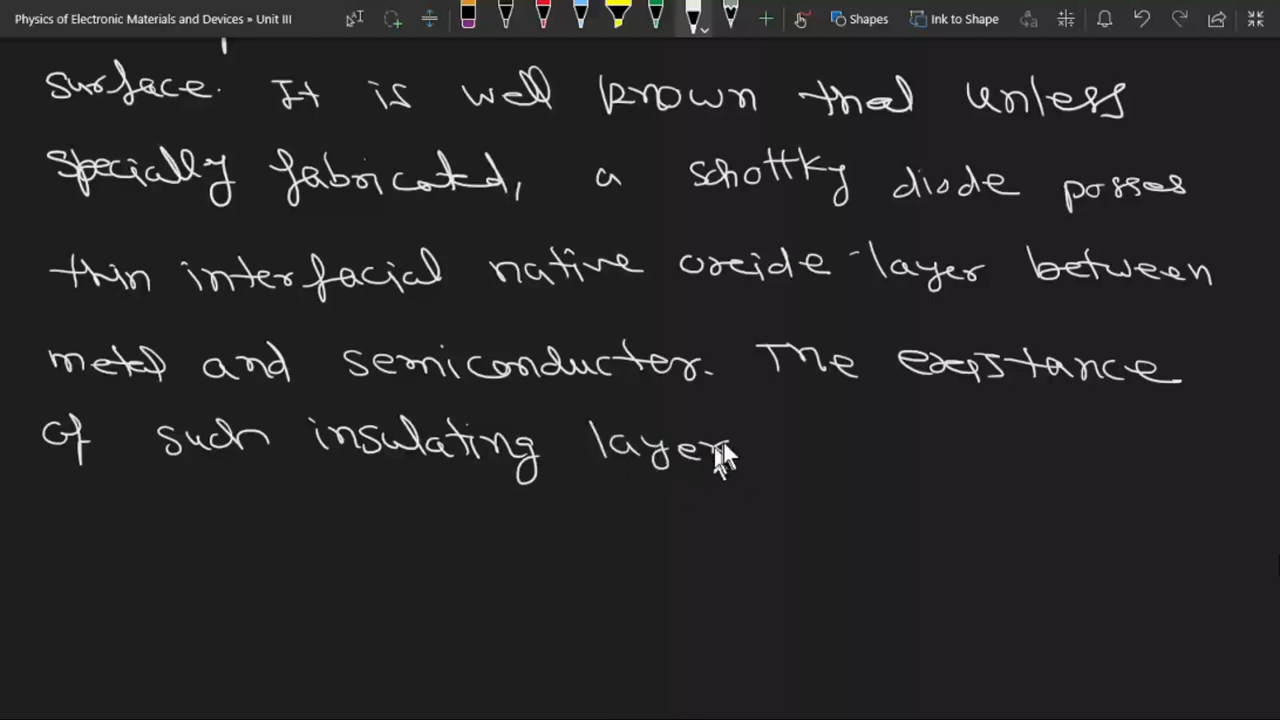 Physics of Electronic Materials and Devices » Unit III
Shapes
Ink to Shape
surface. It is well known that unless
specially fabricated, a schottky diode posses
thin interfacial native oxide layer between
metal and semiconductor. The existance
of such insulating layer